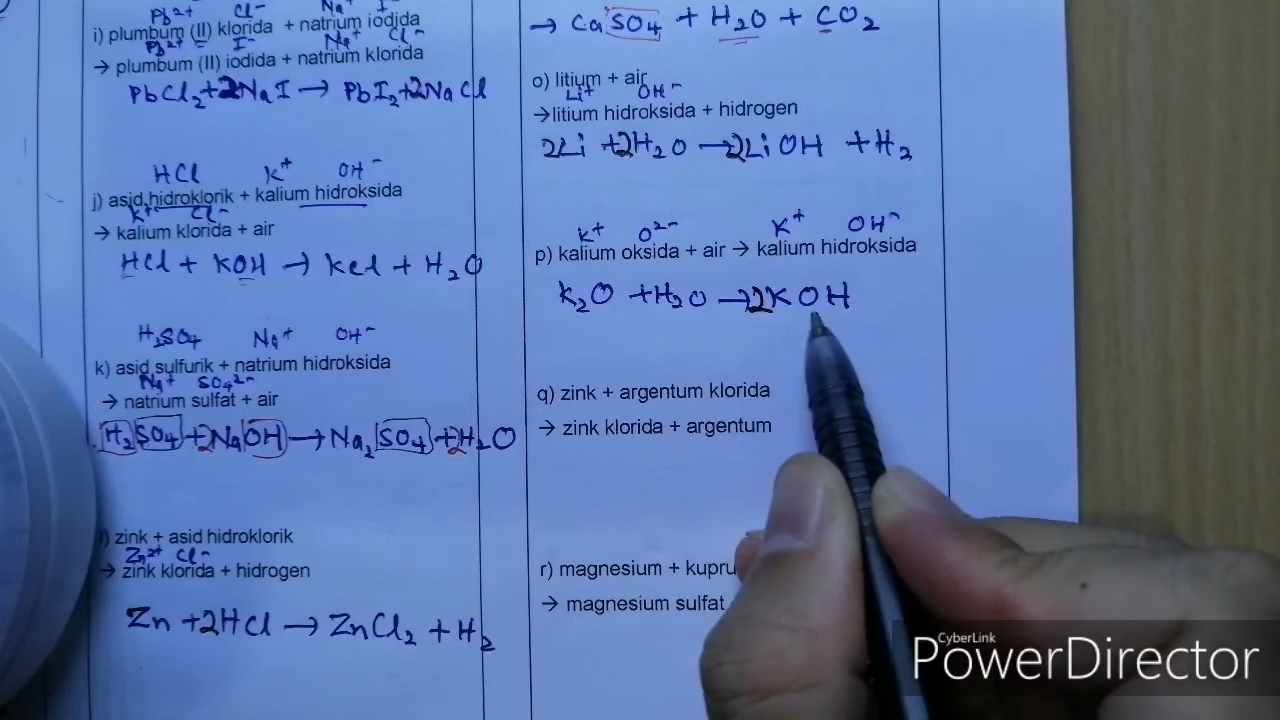 Pb²⁺ Cl⁻ Na⁺ I⁻
i) plumbum (II) klorida + natrium iodida
Pb²⁺ I⁻ Na⁺ Cl⁻
→ plumbum (II) iodida + natrium klorida
PbCl₂+2NaI → PbI₂+2NaCl
HCl K⁺ OH⁻
j) asid hidroklorik + kalium hidroksida
K⁺ Cl⁻
→ kalium klorida + air
HCl + KOH → KCl + H₂O
H₂SO₄ Na⁺ OH⁻
k) asid sulfurik + natrium hidroksida
Na⁺ SO₄²⁻
→ natrium sulfat + air
H₂SO₄+2NaOH → Na₂SO₄+2H₂O
l) zink + asid hidroklorik
Zn²⁺ Cl⁻
→ zink klorida + hidrogen
Zn +2HCl → ZnCl₂ + H₂
→ CaSO₄ + H₂O + CO₂
o) litium + air
Li⁺ OH⁻
→litium hidroksida + hidrogen
2Li +2H₂O → 2LiOH + H₂
K⁺ O²⁻ K⁺ OH⁻
p) kalium oksida + air → kalium hidroksida
K₂O +H₂O → 2KOH
q) zink + argentum klorida
→ zink klorida + argentum
r) magnesium + kupru
→ magnesium sulfat
CyberLink
PowerDirector